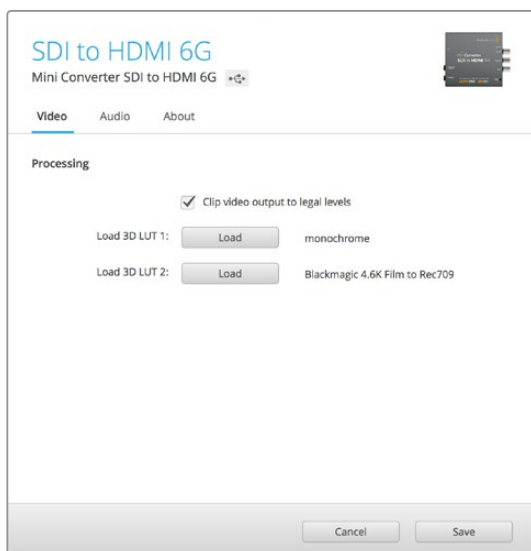 SDI to HDMI 6G
Mini Converter SDI to HDMI 6G
Video Audio About
Processing
Clip video output to legal levels
Load 3D LUT 1: Load monochrome
Load 3D LUT 2: Load Blackmagic 4.6K Film to Rec709
Cancel Save